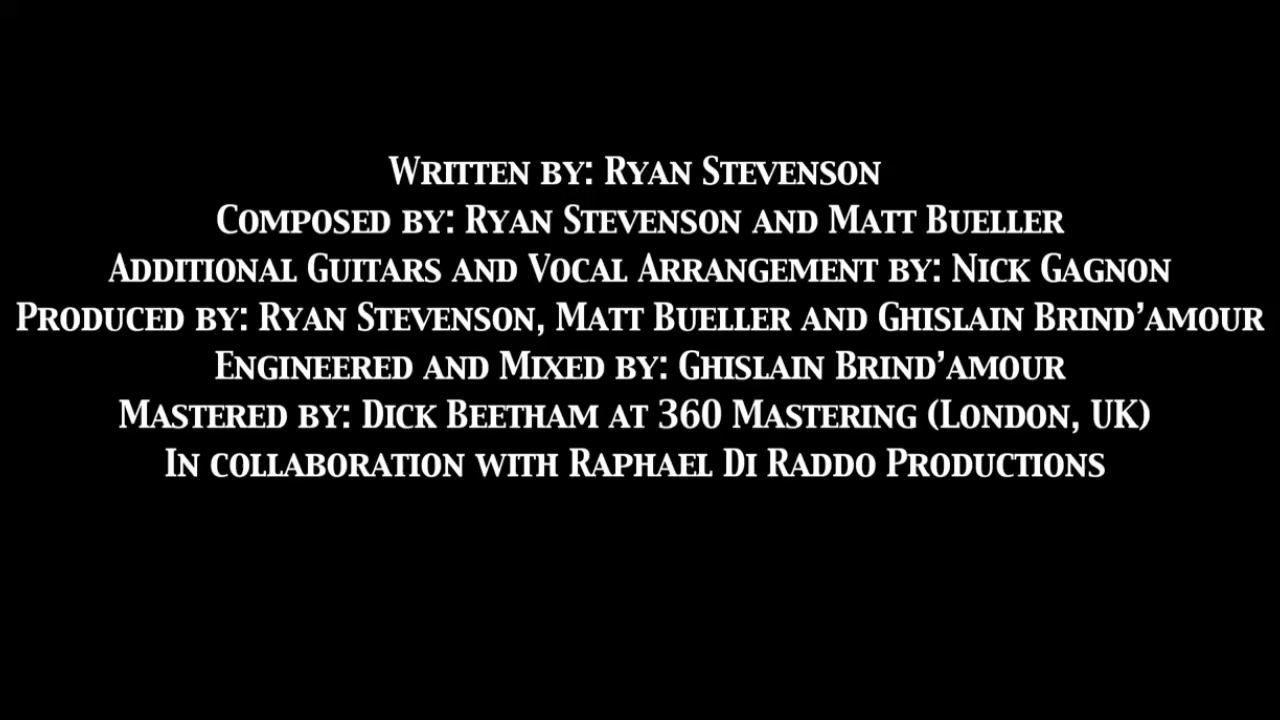 Written by: Ryan Stevenson
Composed by: Ryan Stevenson and Matt Bueller
Additional Guitars and Vocal Arrangement by: Nick Gagnon
Produced by: Ryan Stevenson, Matt Bueller and Ghislain Brind’amour
Engineered and Mixed by: Ghislain Brind’amour
Mastered by: Dick Beetham at 360 Mastering (London, UK)
In collaboration with Raphael Di Raddo Productions